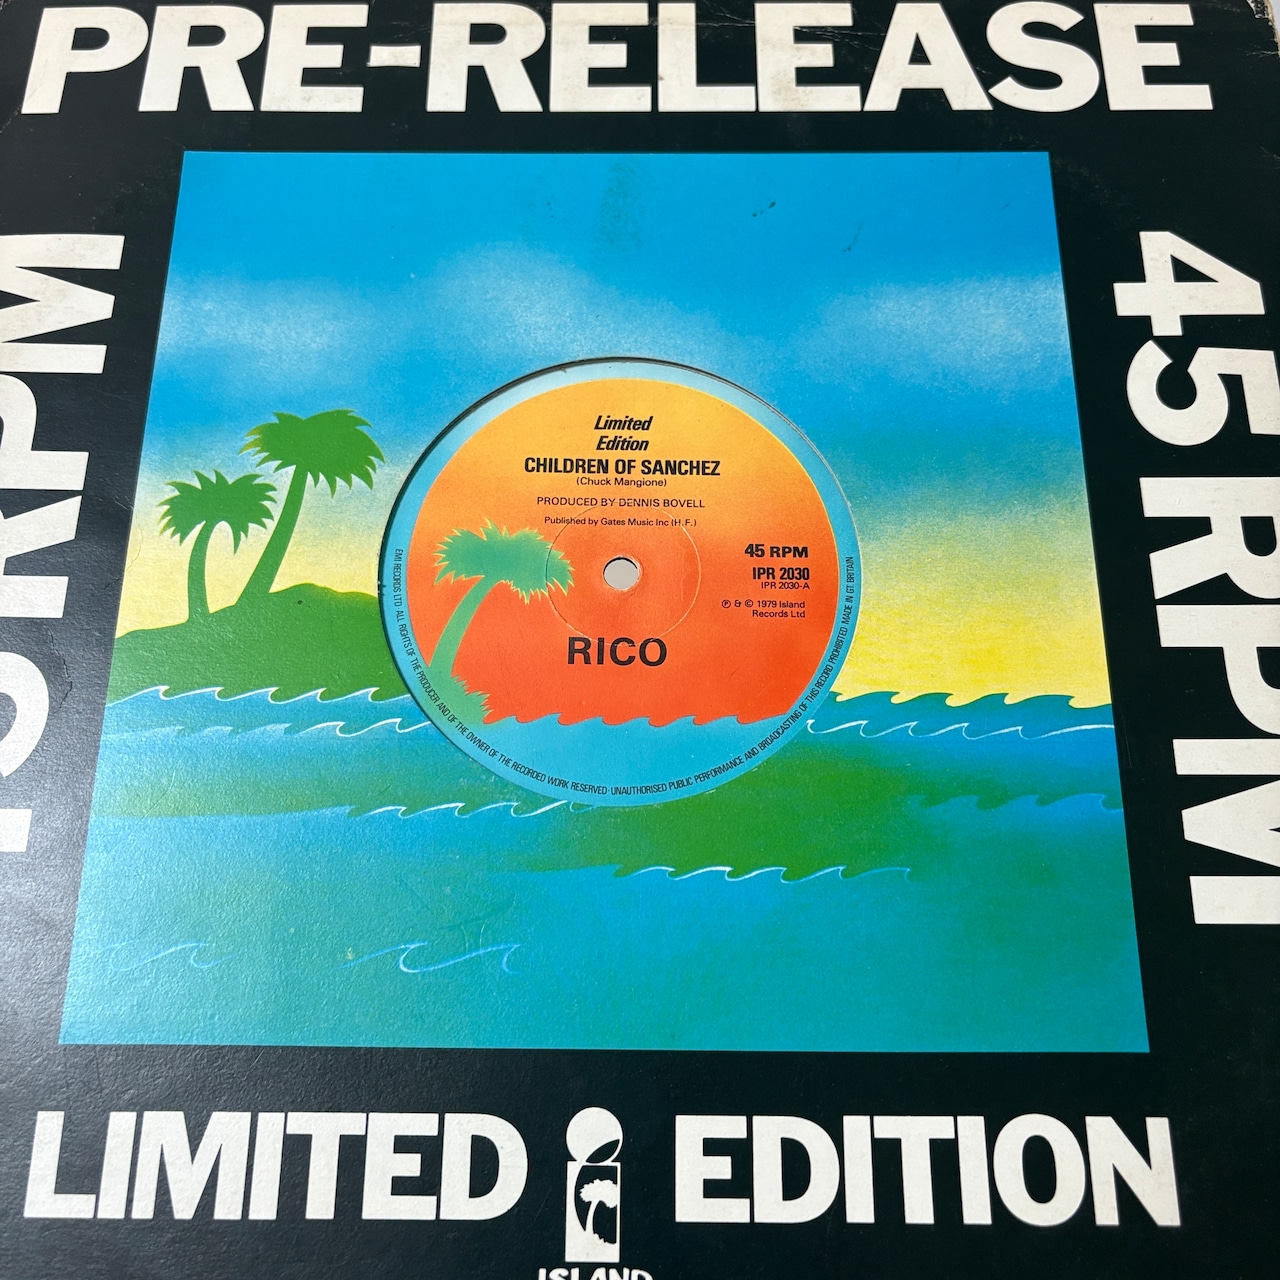 PRE-RELEASE
45 RPM
45 RPM
Limited
Edition
CHILDREN OF SANCHEZ
(Chuck Mangione)
PRODUCED BY DENNIS BOVELL
Published by Gates Music Inc (H.F.)
45 RPM
IPR 2030
IPR 2030-A
℗ & © 1979 Island
Records Ltd
RICO
EMI RECORDS LTD ALL RIGHTS OF THE PRODUCER AND OF THE OWNER OF THE RECORDED WORK RESERVED·UNAUTHORISED PUBLIC PERFORMANCE AND BROADCASTING OF THIS RECORD PROHIBITED MADE IN GT. BRITAIN
LIMITED EDITION
ISLAND